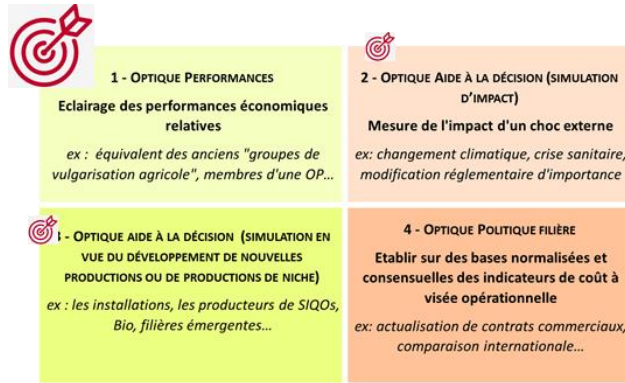 1 - OPTIQUE PERFORMANCES
Eclairage des performances économiques
relatives
ex : équivalent des anciens "groupes de
vulgarisation agricole", membres d'une OP…
2 - OPTIQUE AIDE À LA DÉCISION (SIMULATION
D'IMPACT)
Mesure de l'impact d'un choc externe
ex: changement climatique, crise sanitaire,
modification réglementaire d'importance
- OPTIQUE AIDE À LA DÉCISION (SIMULATION EN
VUE DU DÉVELOPPEMENT DE NOUVELLES
PRODUCTIONS OU DE PRODUCTIONS DE NICHE)
ex : les installations, les producteurs de SIQOs,
Bio, filières émergentes…
4 - OPTIQUE POLITIQUE FILIÈRE
Etablir sur des bases normalisées et
consensuelles des indicateurs de coût à
visée opérationnelle
ex: actualisation de contrats commerciaux,
comparaison internationale…